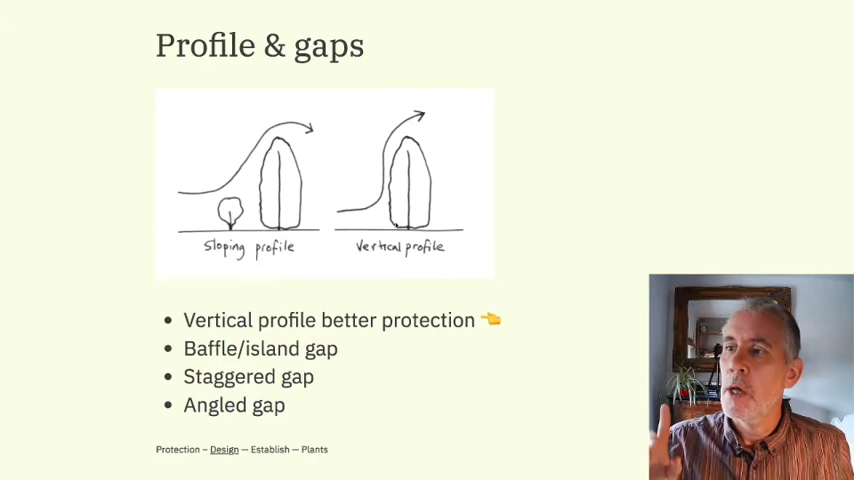 Profile & gaps
Sloping profile
Vertical profile
• Vertical profile better protection 👈
• Baffle/island gap
• Staggered gap
• Angled gap
Protection – Design — Establish — Plants